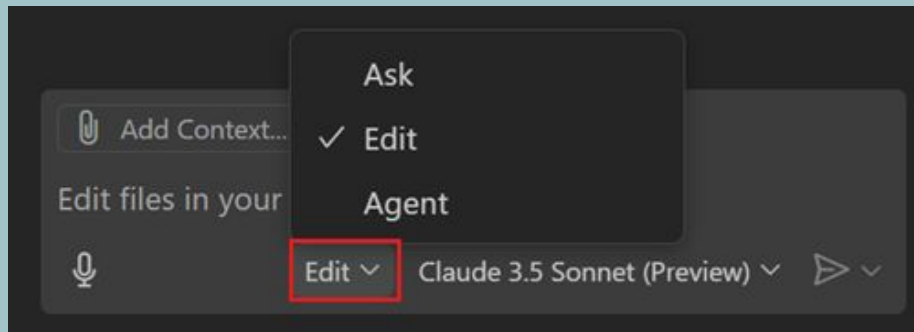 Ask
Add Context...
Edit
Edit files in your
Agent
Edit
Claude 3.5 Sonnet (Preview)